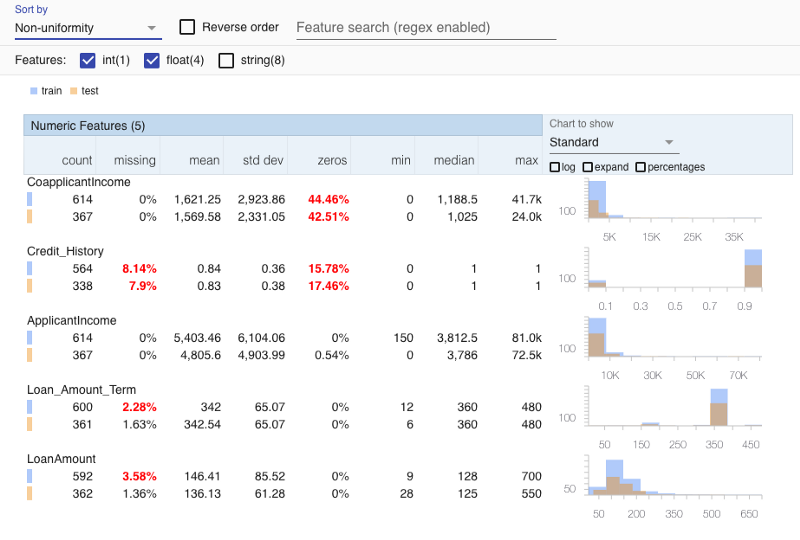 Sort by
Non-uniformity Reverse order Feature search (regex enabled)
Features: int(1) float(4) string(8)
train test
Numeric Features (5) Chart to show
Standard
count missing mean std dev zeros min median max log expand percentages
CoapplicantIncome
614 0% 1,621.25 2,923.86 44.46% 0 1,188.5 41.7k
367 0% 1,569.58 2,331.05 42.51% 0 1,025 24.0k
100
5K 15K 25K 35K
Credit_History
564 8.14% 0.84 0.36 15.78% 0 1 1
338 7.9% 0.83 0.38 17.46% 0 1 1
100
0.1 0.3 0.5 0.7 0.9
ApplicantIncome
614 0% 5,403.46 6,104.06 0% 150 3,812.5 81.0k
367 0% 4,805.6 4,903.99 0.54% 0 3,786 72.5k
100
10K 30K 50K 70K
Loan_Amount_Term
600 2.28% 342 65.07 0% 12 360 480
361 1.63% 342.54 65.07 0% 6 360 480
100
50 150 250 350 450
LoanAmount
592 3.58% 146.41 85.52 0% 9 128 700
362 1.36% 136.13 61.28 0% 28 125 550
50
50 200 350 500 650